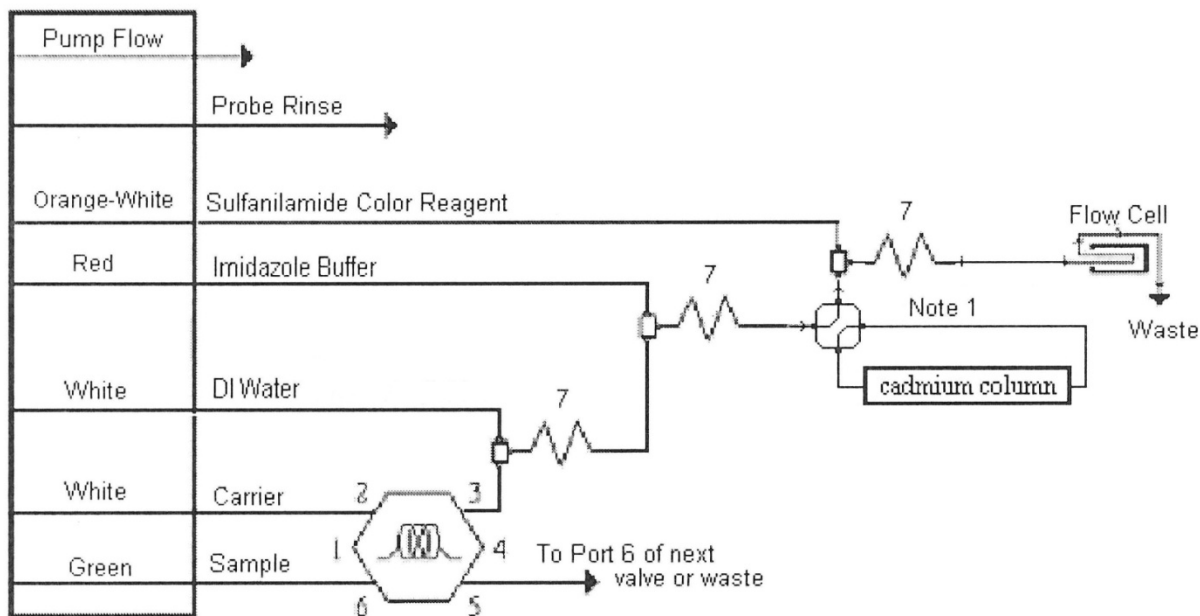 Pump Flow
Probe Rinse
Orange-White Sulfanilamide Color Reagent
7
Flow Cell
Red Imidazole Buffer
7
Note 1
Waste
White DI Water
7
cadmium column
White Carrier
2 3
1 4
Green Sample
6 5
To Port 6 of next
valve or waste